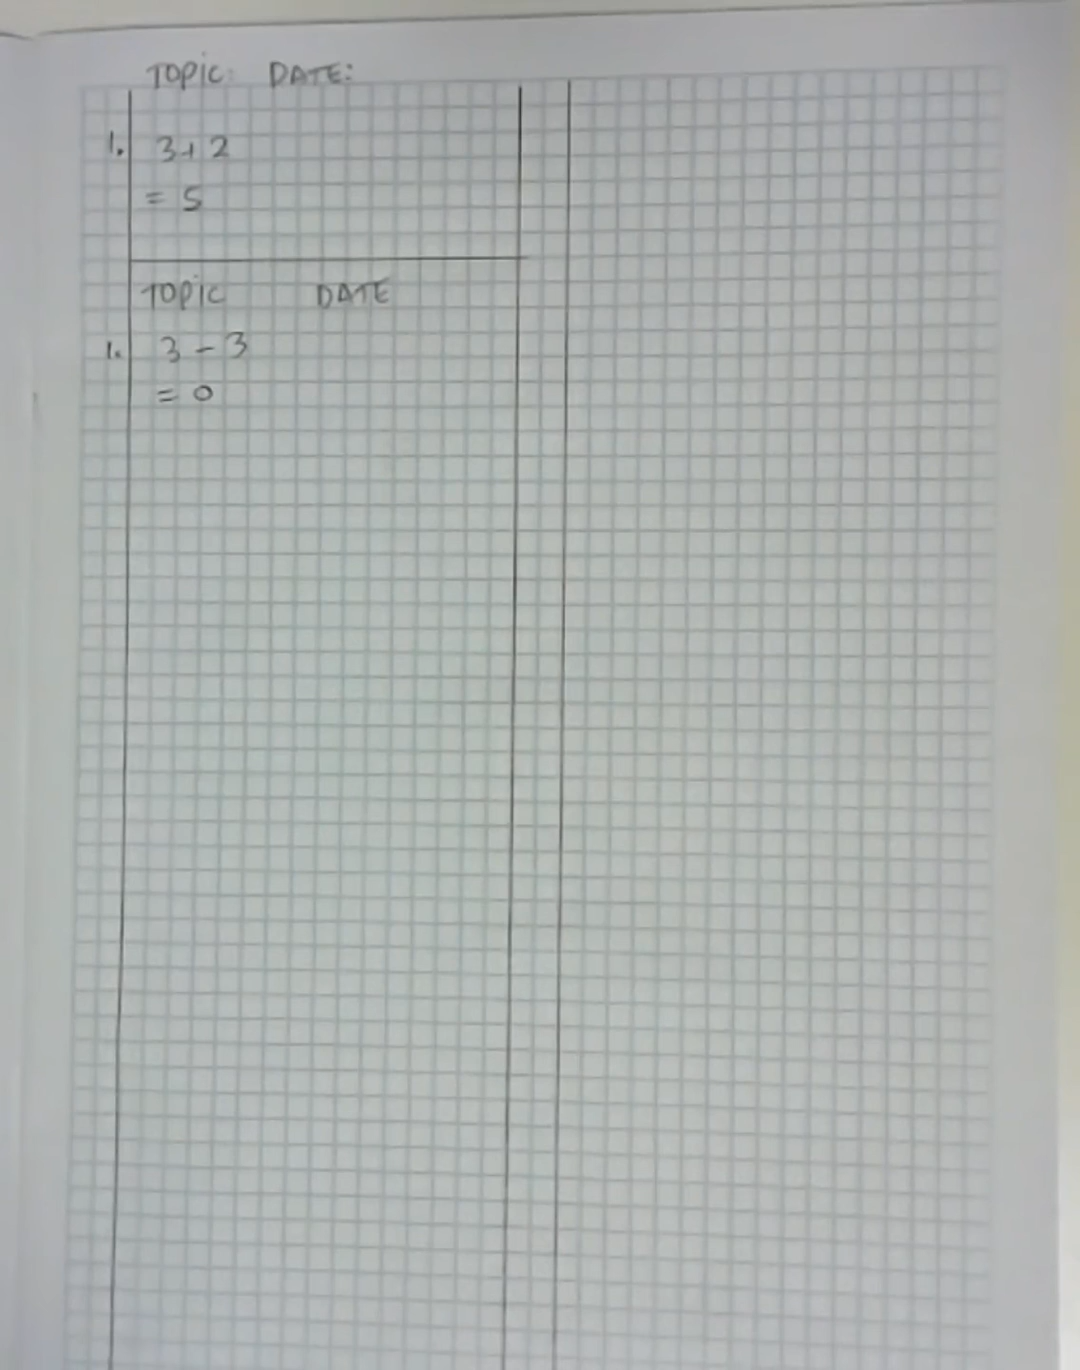 TOPIC: DATE:
1. 3+2
= 5
TOPIC DATE
1. 3-3
= 0